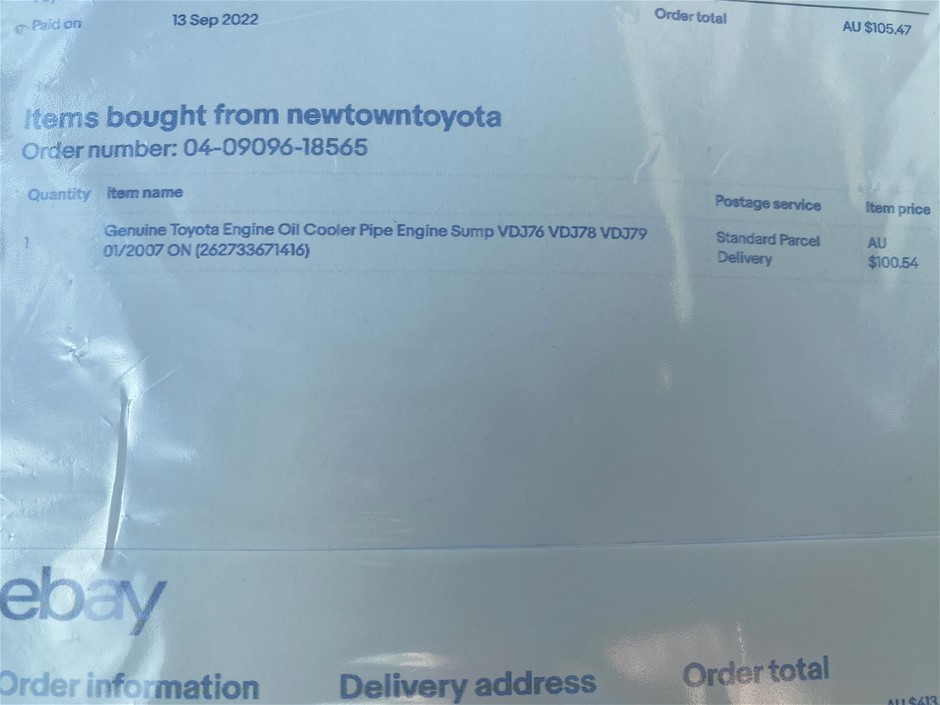 Paid on 13 Sep 2022 Order total AU $105.47
Items bought from newtowntoyota
Order number: 04-09096-18565
Quantity Item name Postage service Item price
1 Genuine Toyota Engine Oil Cooler Pipe Engine Sump VDJ76 VDJ78 VDJ79 Standard Parcel AU
01/2007 ON (262733671416) Delivery $100.54
ebay
Order information Delivery address Order total
AU $413